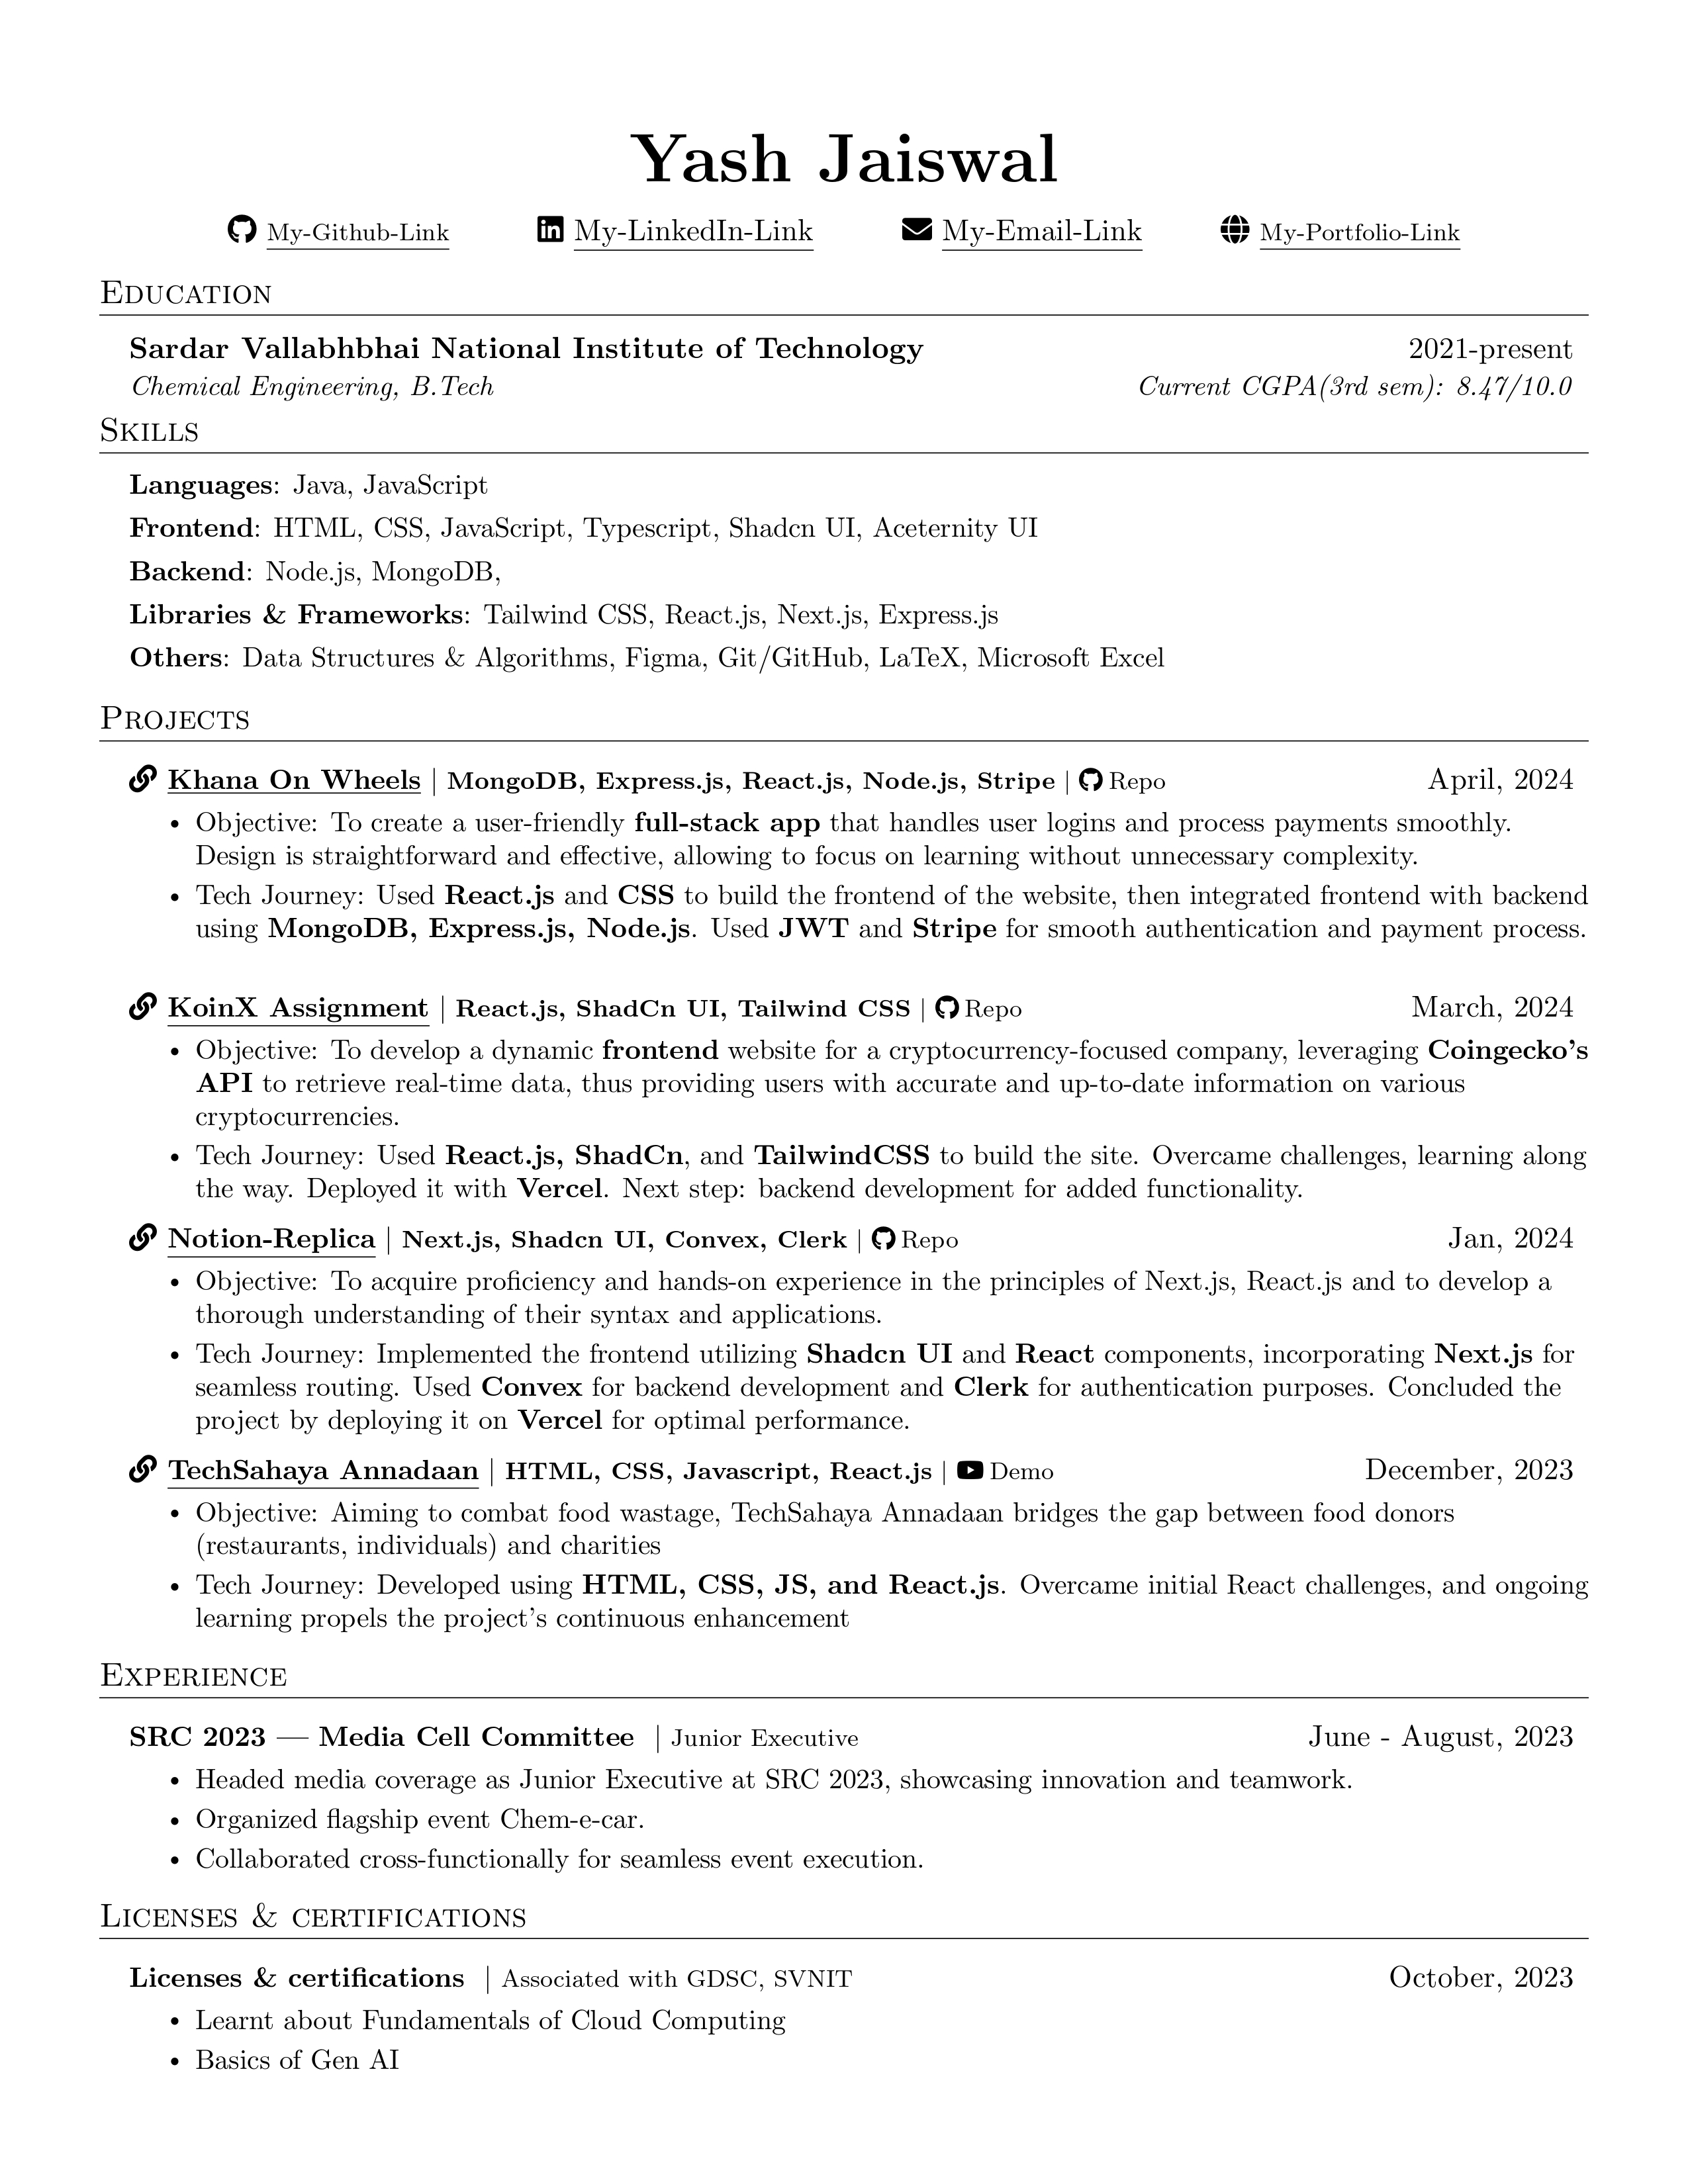 Yash Jaiswal
My-Github-Link My-LinkedIn-Link My-Email-Link My-Portfolio-Link
Education
Sardar Vallabhbhai National Institute of Technology 2021-present
Chemical Engineering, B.Tech Current CGPA(3rd sem): 8.47/10.0
Skills
Languages: Java, JavaScript
Frontend: HTML, CSS, JavaScript, Typescript, Shadcn UI, Aceternity UI
Backend: Node.js, MongoDB,
Libraries & Frameworks: Tailwind CSS, React.js, Next.js, Express.js
Others: Data Structures & Algorithms, Figma, Git/GitHub, LaTeX, Microsoft Excel
Projects
Khana On Wheels | MongoDB, Express.js, React.js, Node.js, Stripe | Repo April, 2024
• Objective: To create a user-friendly full-stack app that handles user logins and process payments smoothly.
Design is straightforward and effective, allowing to focus on learning without unnecessary complexity.
• Tech Journey: Used React.js and CSS to build the frontend of the website, then integrated frontend with backend
using MongoDB, Express.js, Node.js. Used JWT and Stripe for smooth authentication and payment process.
KoinX Assignment | React.js, ShadCn UI, Tailwind CSS | Repo March, 2024
• Objective: To develop a dynamic frontend website for a cryptocurrency-focused company, leveraging Coingecko's
API to retrieve real-time data, thus providing users with accurate and up-to-date information on various
cryptocurrencies.
• Tech Journey: Used React.js, ShadCn, and TailwindCSS to build the site. Overcame challenges, learning along
the way. Deployed it with Vercel. Next step: backend development for added functionality.
Notion-Replica | Next.js, Shadcn UI, Convex, Clerk | Repo Jan, 2024
• Objective: To acquire proficiency and hands-on experience in the principles of Next.js, React.js and to develop a
thorough understanding of their syntax and applications.
• Tech Journey: Implemented the frontend utilizing Shadcn UI and React components, incorporating Next.js for
seamless routing. Used Convex for backend development and Clerk for authentication purposes. Concluded the
project by deploying it on Vercel for optimal performance.
TechSahaya Annadaan | HTML, CSS, Javascript, React.js | Demo December, 2023
• Objective: Aiming to combat food wastage, TechSahaya Annadaan bridges the gap between food donors
(restaurants, individuals) and charities
• Tech Journey: Developed using HTML, CSS, JS, and React.js. Overcame initial React challenges, and ongoing
learning propels the project's continuous enhancement
Experience
SRC 2023 — Media Cell Committee | Junior Executive June - August, 2023
• Headed media coverage as Junior Executive at SRC 2023, showcasing innovation and teamwork.
• Organized flagship event Chem-e-car.
• Collaborated cross-functionally for seamless event execution.
Licenses & certifications
Licenses & certifications | Associated with GDSC, SVNIT October, 2023
• Learnt about Fundamentals of Cloud Computing
• Basics of Gen AI